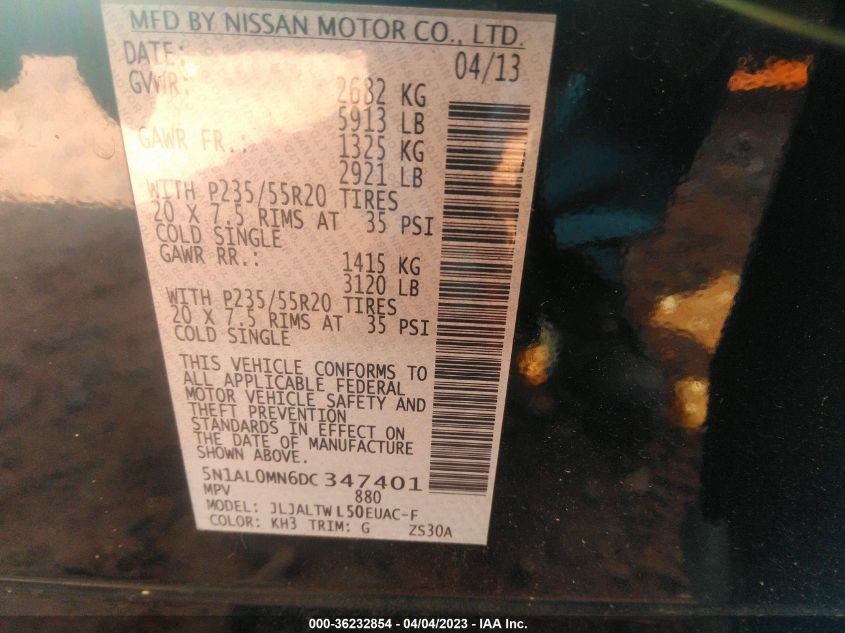 MFD BY NISSAN MOTOR CO., LTD.
DATE: 04/13
GVWR: 2682 KG
5913 LB
GAWR FR.: 1325 KG
2921 LB
WITH P235/55R20 TIRES
20 X 7.5 RIMS AT 35 PSI
COLD SINGLE
GAWR RR.: 1415 KG
3120 LB
WITH P235/55R20 TIRES
20 X 7.5 RIMS AT 35 PSI
COLD SINGLE
THIS VEHICLE CONFORMS TO
ALL APPLICABLE FEDERAL
MOTOR VEHICLE SAFETY AND
THEFT PREVENTION
STANDARDS IN EFFECT ON
THE DATE OF MANUFACTURE
SHOWN ABOVE.
5N1AL0MN6DC347401
MPV 880
MODEL: JLJALTWL50EUAC-F
COLOR: KH3 TRIM: G ZS30A
000-36232854 - 04/04/2023 - IAA Inc.